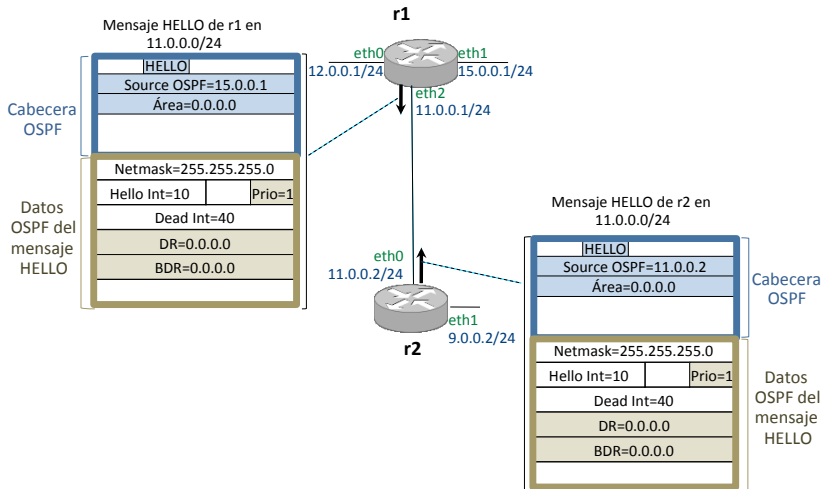 r1
Mensaje HELLO de r1 en
11.0.0.0/24
HELLO
Source OSPF=15.0.0.1
Área=0.0.0.0
Cabecera
OSPF
Netmask=255.255.255.0
Hello Int=10
Prio=1
Dead Int=40
DR=0.0.0.0
BDR=0.0.0.0
Datos
OSPF del
mensaje
HELLO
eth0
12.0.0.1/24
eth1
15.0.0.1/24
eth2
11.0.0.1/24
eth0
11.0.0.2/24
eth1
9.0.0.2/24
r2
Mensaje HELLO de r2 en
11.0.0.0/24
HELLO
Source OSPF=11.0.0.2
Área=0.0.0.0
Cabecera
OSPF
Netmask=255.255.255.0
Hello Int=10
Prio=1
Dead Int=40
DR=0.0.0.0
BDR=0.0.0.0
Datos
OSPF del
mensaje
HELLO